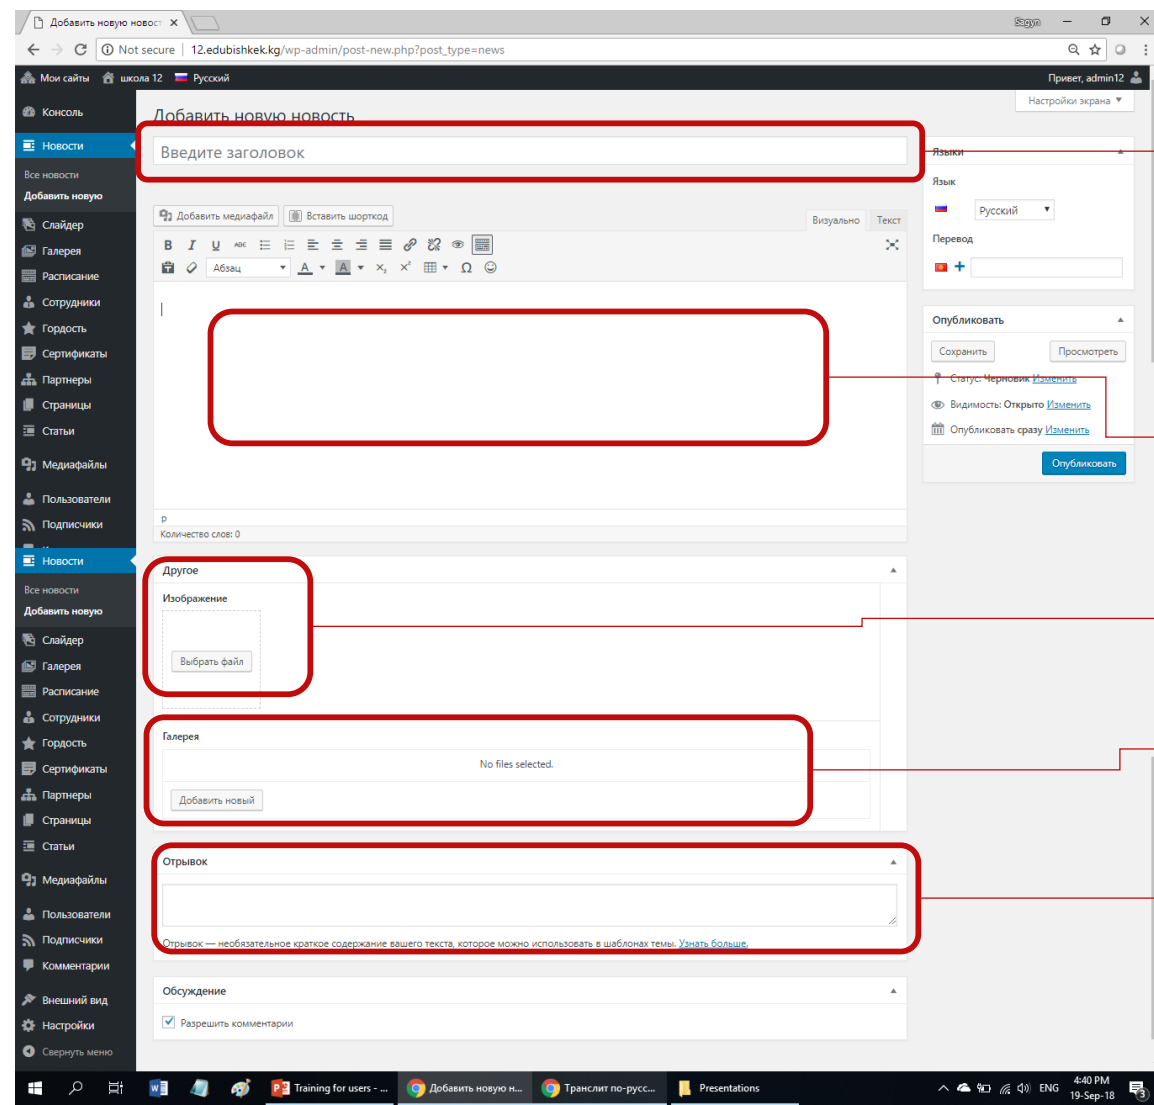 Добавить новую новост
Sagyn
Not secure | 12.edubishkek.kg/wp-admin/post-new.php?post_type=news
Мои сайты школа 12 Русский Привет, admin12
Настройки экрана
Консоль
Новости
Все новости
Добавить новую
Слайдер
Галерея
Расписание
Сотрудники
Гордость
Сертификаты
Партнеры
Страницы
Статьи
Медиафайлы
Пользователи
Подписчики
Новости
Все новости
Добавить новую
Слайдер
Галерея
Расписание
Сотрудники
Гордость
Сертификаты
Партнеры
Страницы
Статьи
Медиафайлы
Пользователи
Подписчики
Комментарии
Внешний вид
Настройки
Свернуть меню
Добавить новую новость
Введите заголовок
Добавить медиафайл Вставить шорткод
Визуально Текст
B I U ABC
Абзац A A X₂ X² Ω
p
Количество слов: 0
Другое
Изображение
Выбрать файл
Галерея
No files selected.
Добавить новый
Отрывок
Отрывок — необязательное краткое содержание вашего текста, которое можно использовать в шаблонах темы. Узнать больше.
Обсуждение
Разрешить комментарии
Языки
Язык
Русский
Перевод
Опубликовать
Сохранить Просмотреть
Статус: Черновик Изменить
Видимость: Открыто Изменить
Опубликовать сразу Изменить
Опубликовать
Training for users - ...
Добавить новую н...
Транслит по-русс...
Presentations
ENG
4:40 PM
19-Sep-18
3